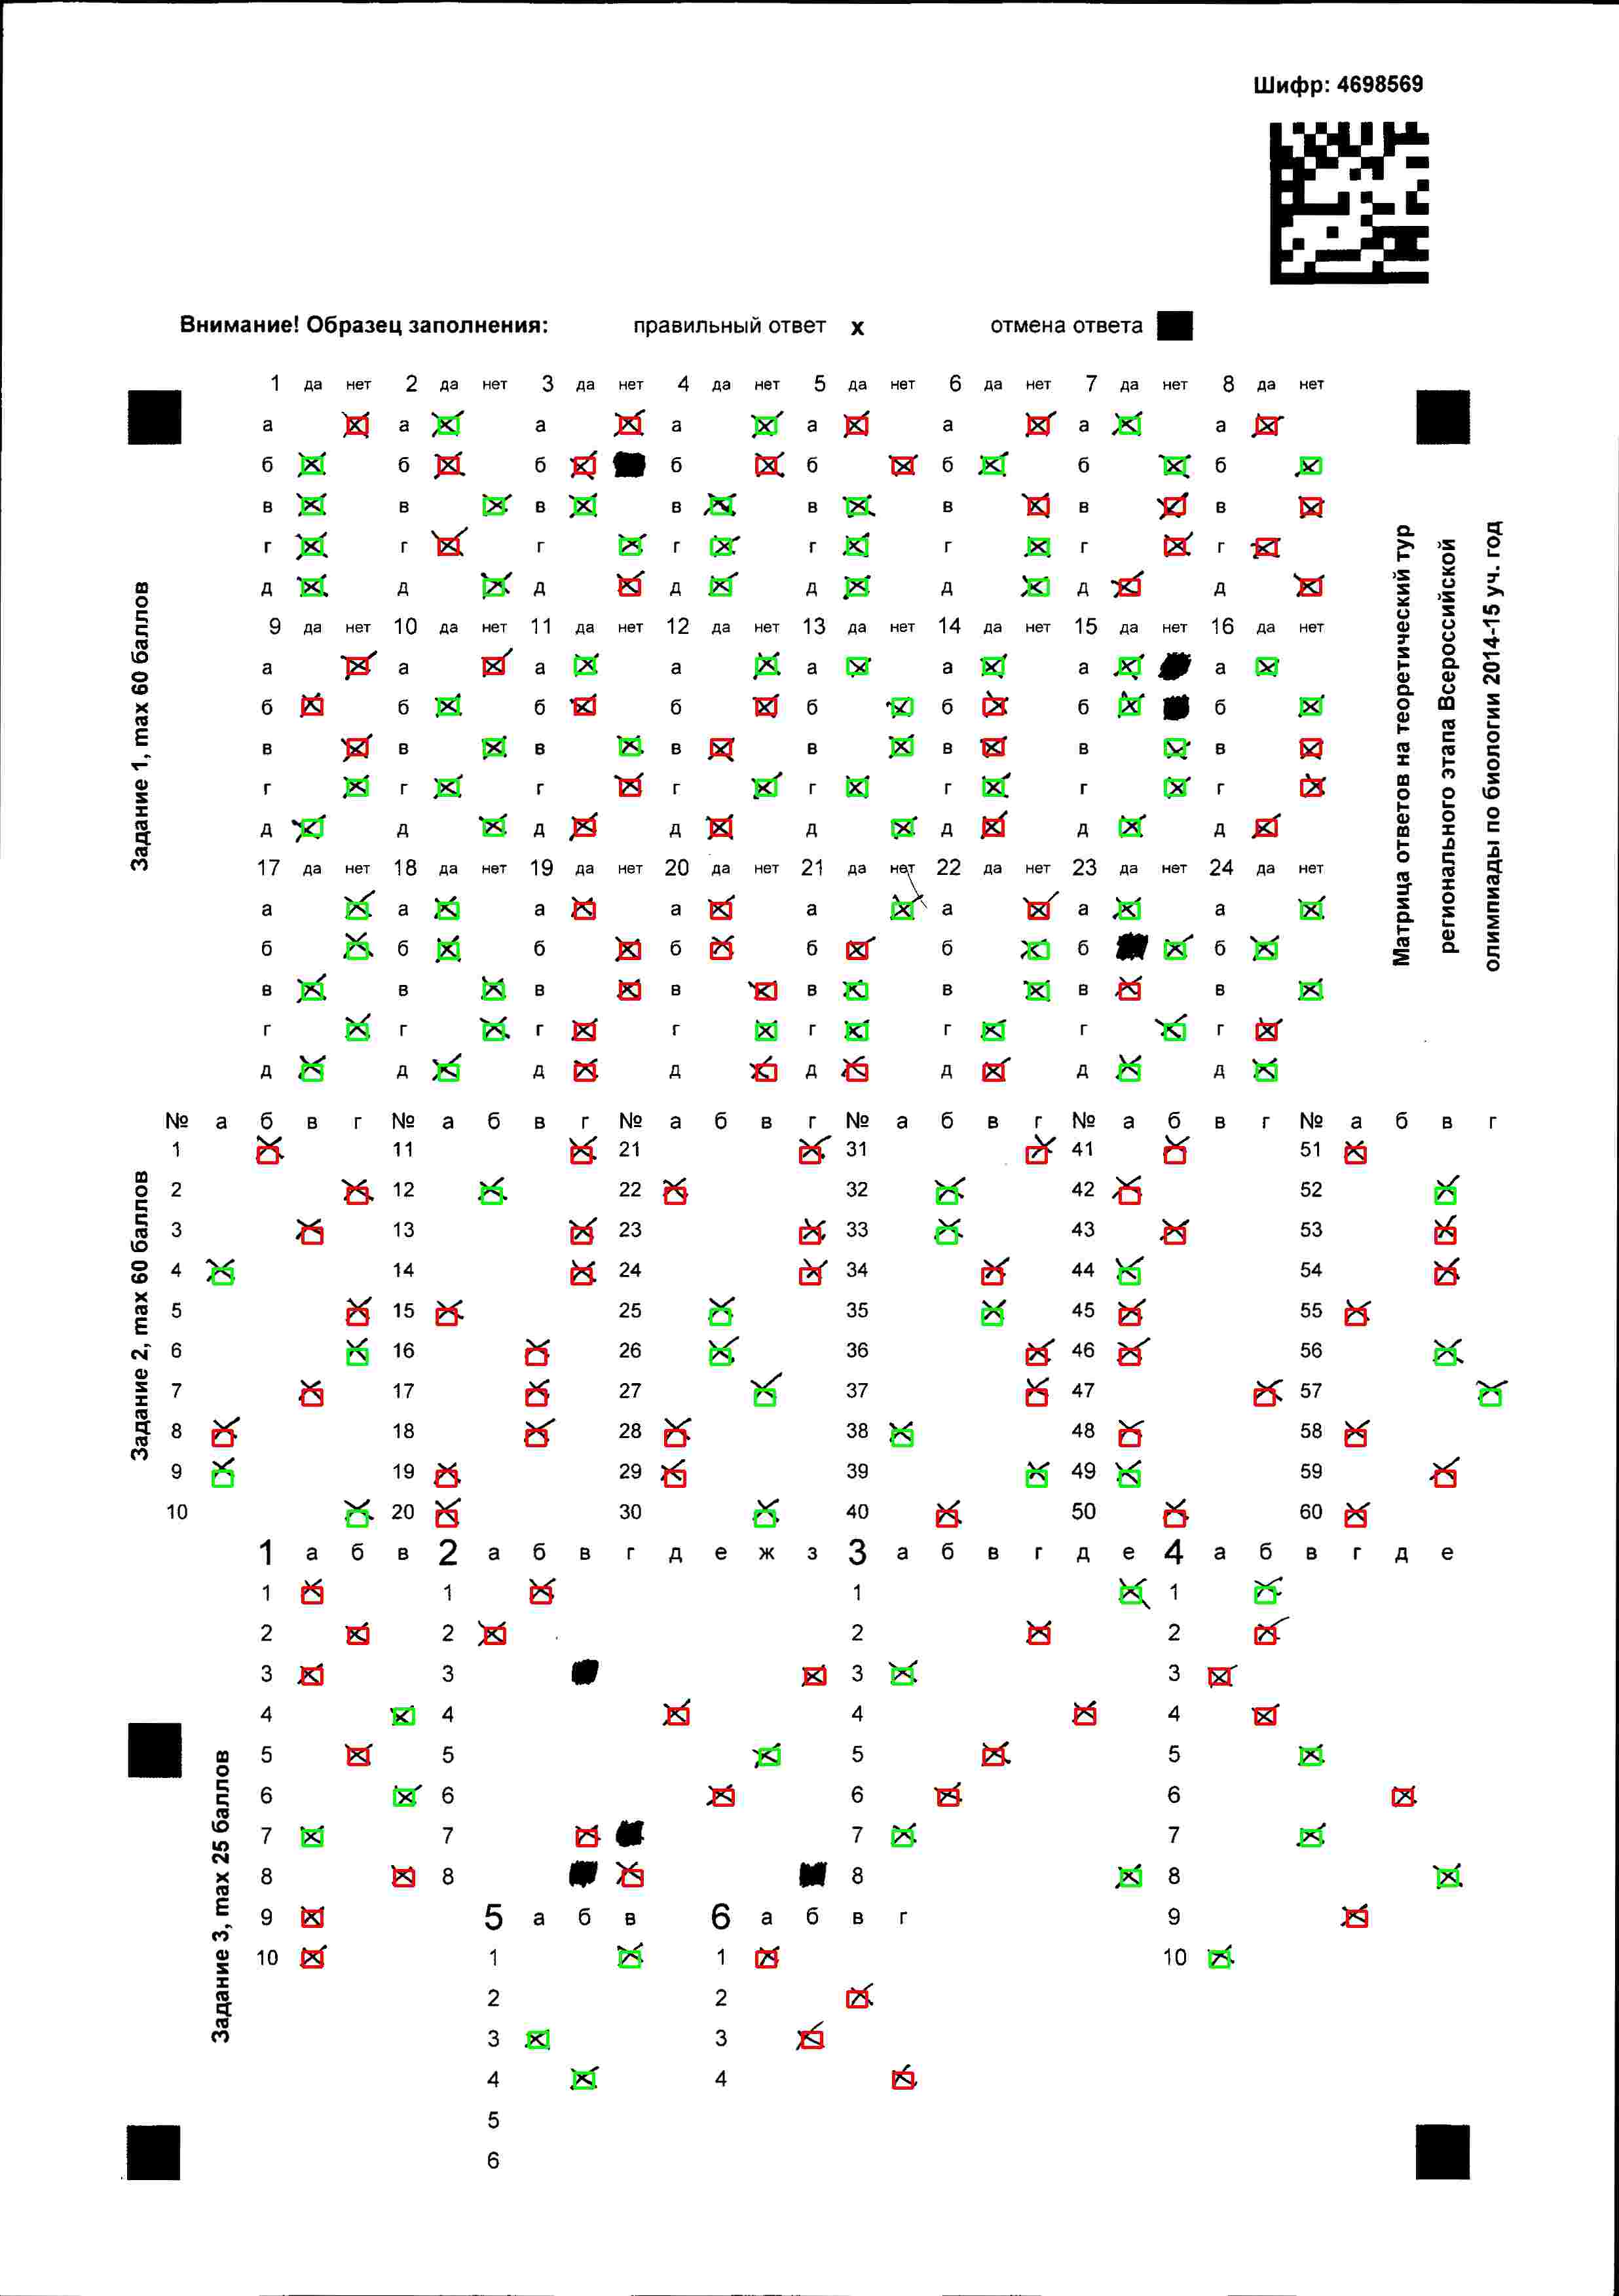 Шифр: 4698569
Внимание! Образец заполнения: правильный ответ х отмена ответа
1 да нет 2 да нет 3 да нет 4 да нет 5 да нет 6 да нет 7 да нет 8 да нет
а а а а а а а а
б б б б б б б б
в в в в в в в в
г г г г г г г г
д д д д д д д д
9 да нет 10 да нет 11 да нет 12 да нет 13 да нет 14 да нет 15 да нет 16 да нет
а а а а а а а а
б б б б б б б б
в в в в в в в в
г г г г г г г г
д д д д д д д д
17 да нет 18 да нет 19 да нет 20 да нет 21 да нет 22 да нет 23 да нет 24 да нет
а а а а а а а а
б б б б б б б б
в в в в в в в в
г г г г г г г г
д д д д д д д д
№ а б в г № а б в г № а б в г № а б в г № а б в г № а б в г
1 11 21 31 41 51
2 12 22 32 42 52
3 13 23 33 43 53
4 14 24 34 44 54
5 15 25 35 45 55
6 16 26 36 46 56
7 17 27 37 47 57
8 18 28 38 48 58
9 19 29 39 49 59
10 20 30 40 50 60
1 а б в 2 а б в г д е ж з 3 а б в г д е 4 а б в г д е
1 1 1 1
2 2 2 2
3 3 3 3
4 4 4 4
5 5 5 5
6 6 6 6
7 7 7 7
8 8 8 8
9 5 а б в 6 а б в г 9
10 1 1 10
2 2
3 3
4 4
5
6
Задание 1, max 60 баллов
Задание 2, max 60 баллов
Задание 3, max 25 баллов
Матрица ответов на теоретический тур
регионального этапа Всероссийской
олимпиады по биологии 2014-15 уч. год